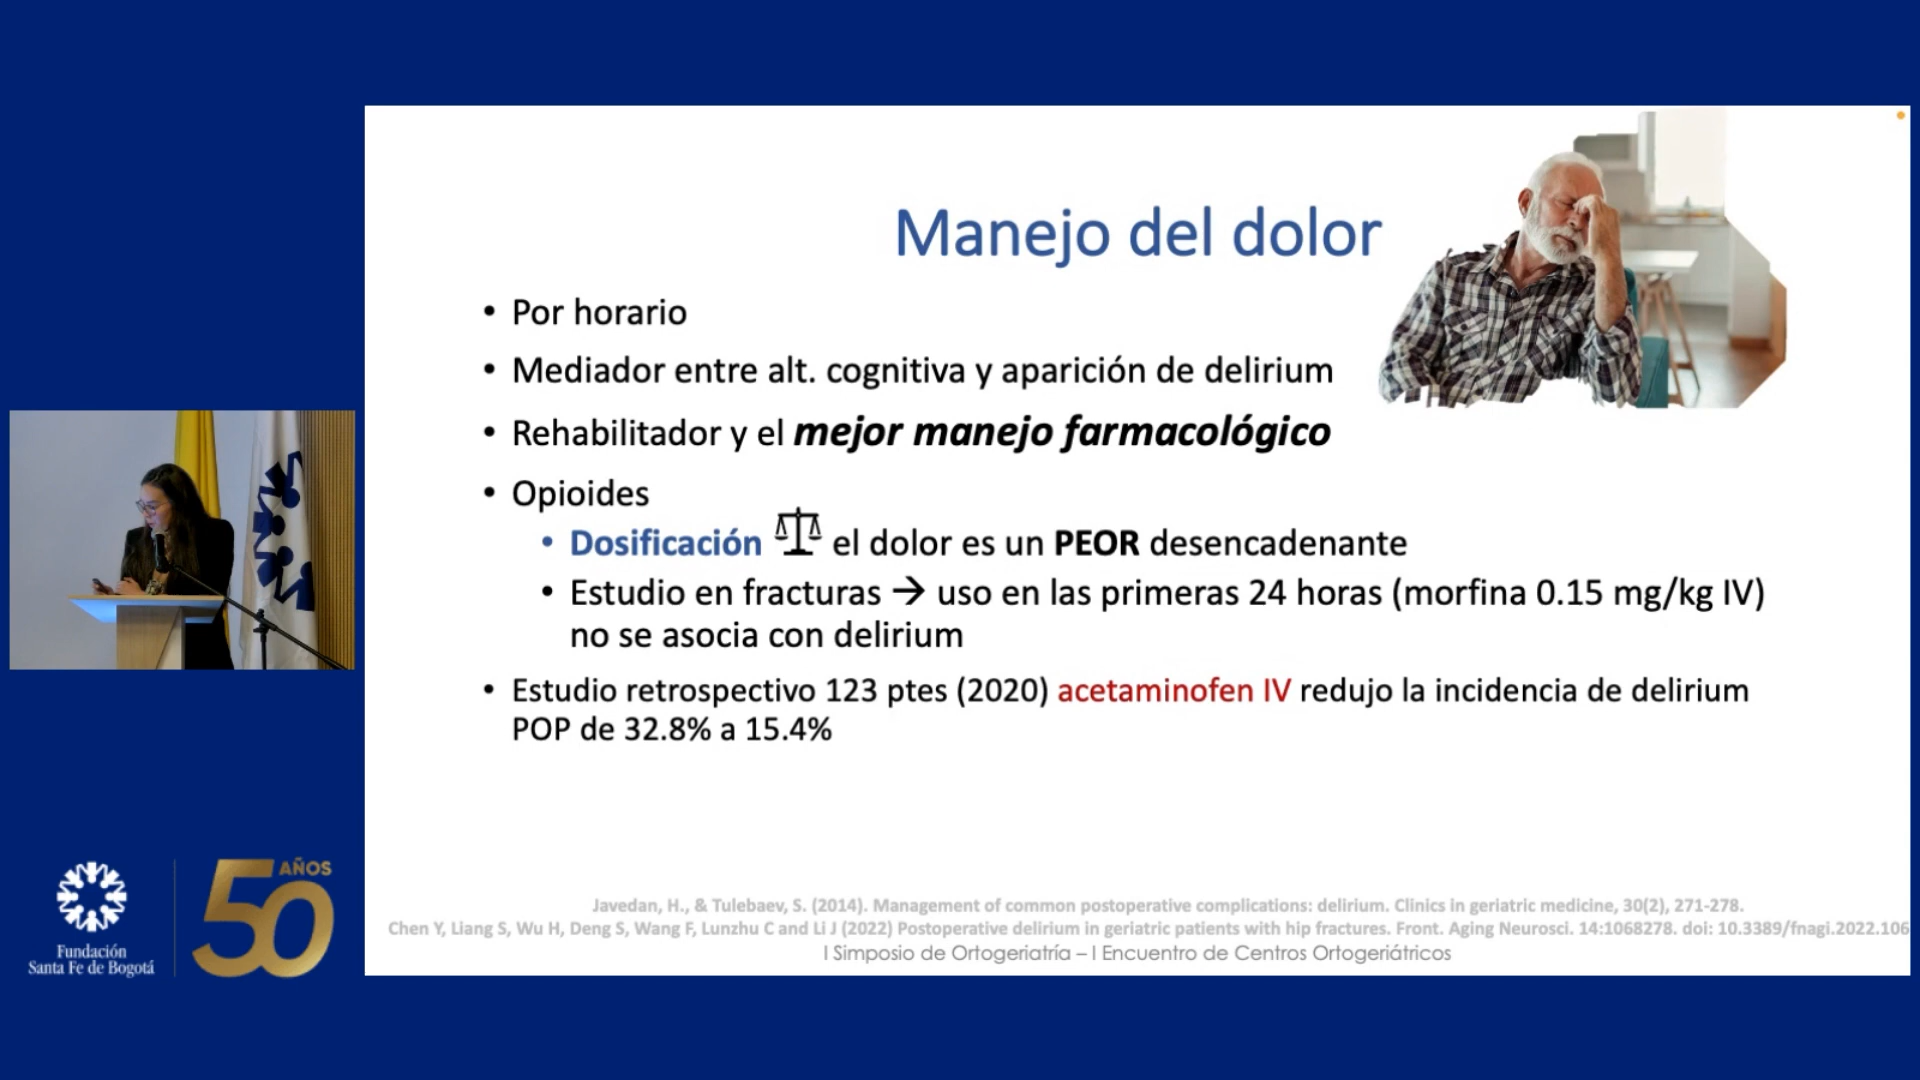 Manejo del dolor
• Por horario
• Mediador entre alt. cognitiva y aparición de delirium
• Rehabilitador y el mejor manejo farmacológico
• Opioides
• Dosificación el dolor es un PEOR desencadenante
• Estudio en fracturas → uso en las primeras 24 horas (morfina 0.15 mg/kg IV)
no se asocia con delirium
• Estudio retrospectivo 123 ptes (2020) acetaminofen IV redujo la incidencia de delirium
POP de 32.8% a 15.4%
Javedan, H., & Tulebaev, S. (2014). Management of common postoperative complications: delirium. Clinics in geriatric medicine, 30(2), 271-278.
Chen Y, Liang S, Wu H, Deng S, Wang F, Lunzhu C and Li J (2022) Postoperative delirium in geriatric patients with hip fractures. Front. Aging Neurosci. 14:1068278. doi: 10.3389/fnagi.2022.106
I Simposio de Ortogeriatría – I Encuentro de Centros Ortogeriátricos
Fundación
Santa Fe de Bogotá
50 AÑOS